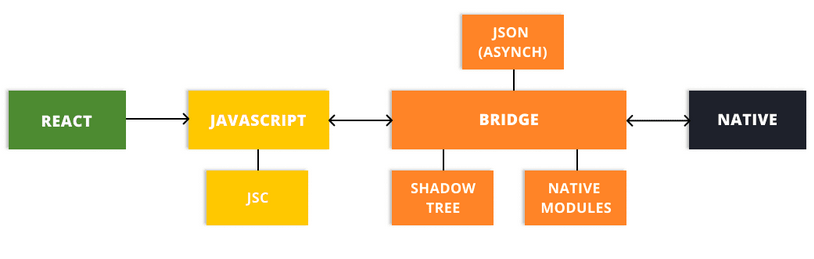 JSON
(ASYNCH)
REACT
JAVASCRIPT
BRIDGE
NATIVE
JSC
SHADOW
TREE
NATIVE
MODULES